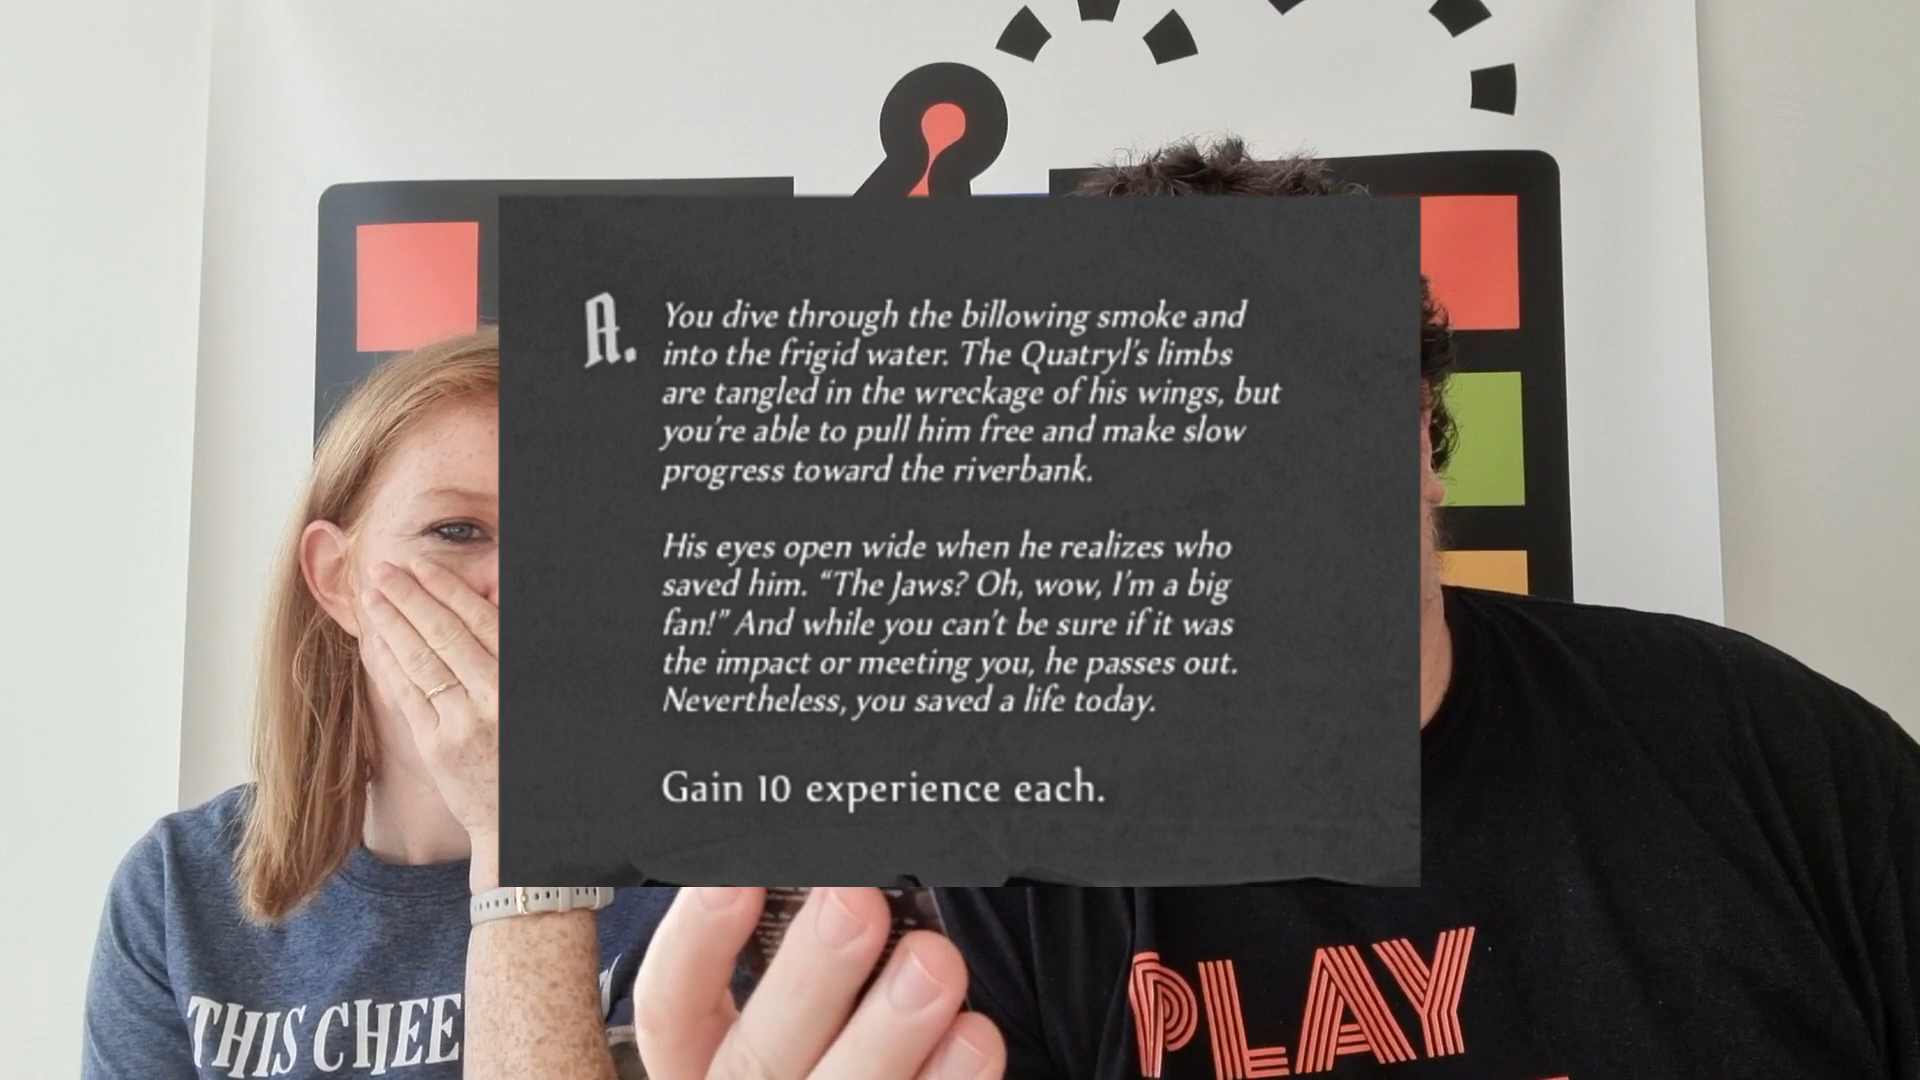 A. You dive through the billowing smoke and
into the frigid water. The Quatryl's limbs
are tangled in the wreckage of his wings, but
you're able to pull him free and make slow
progress toward the riverbank.
His eyes open wide when he realizes who
saved him. “The Jaws? Oh, wow, I'm a big
fan!” And while you can't be sure if it was
the impact or meeting you, he passes out.
Nevertheless, you saved a life today.
Gain 10 experience each.
THIS
PLAY